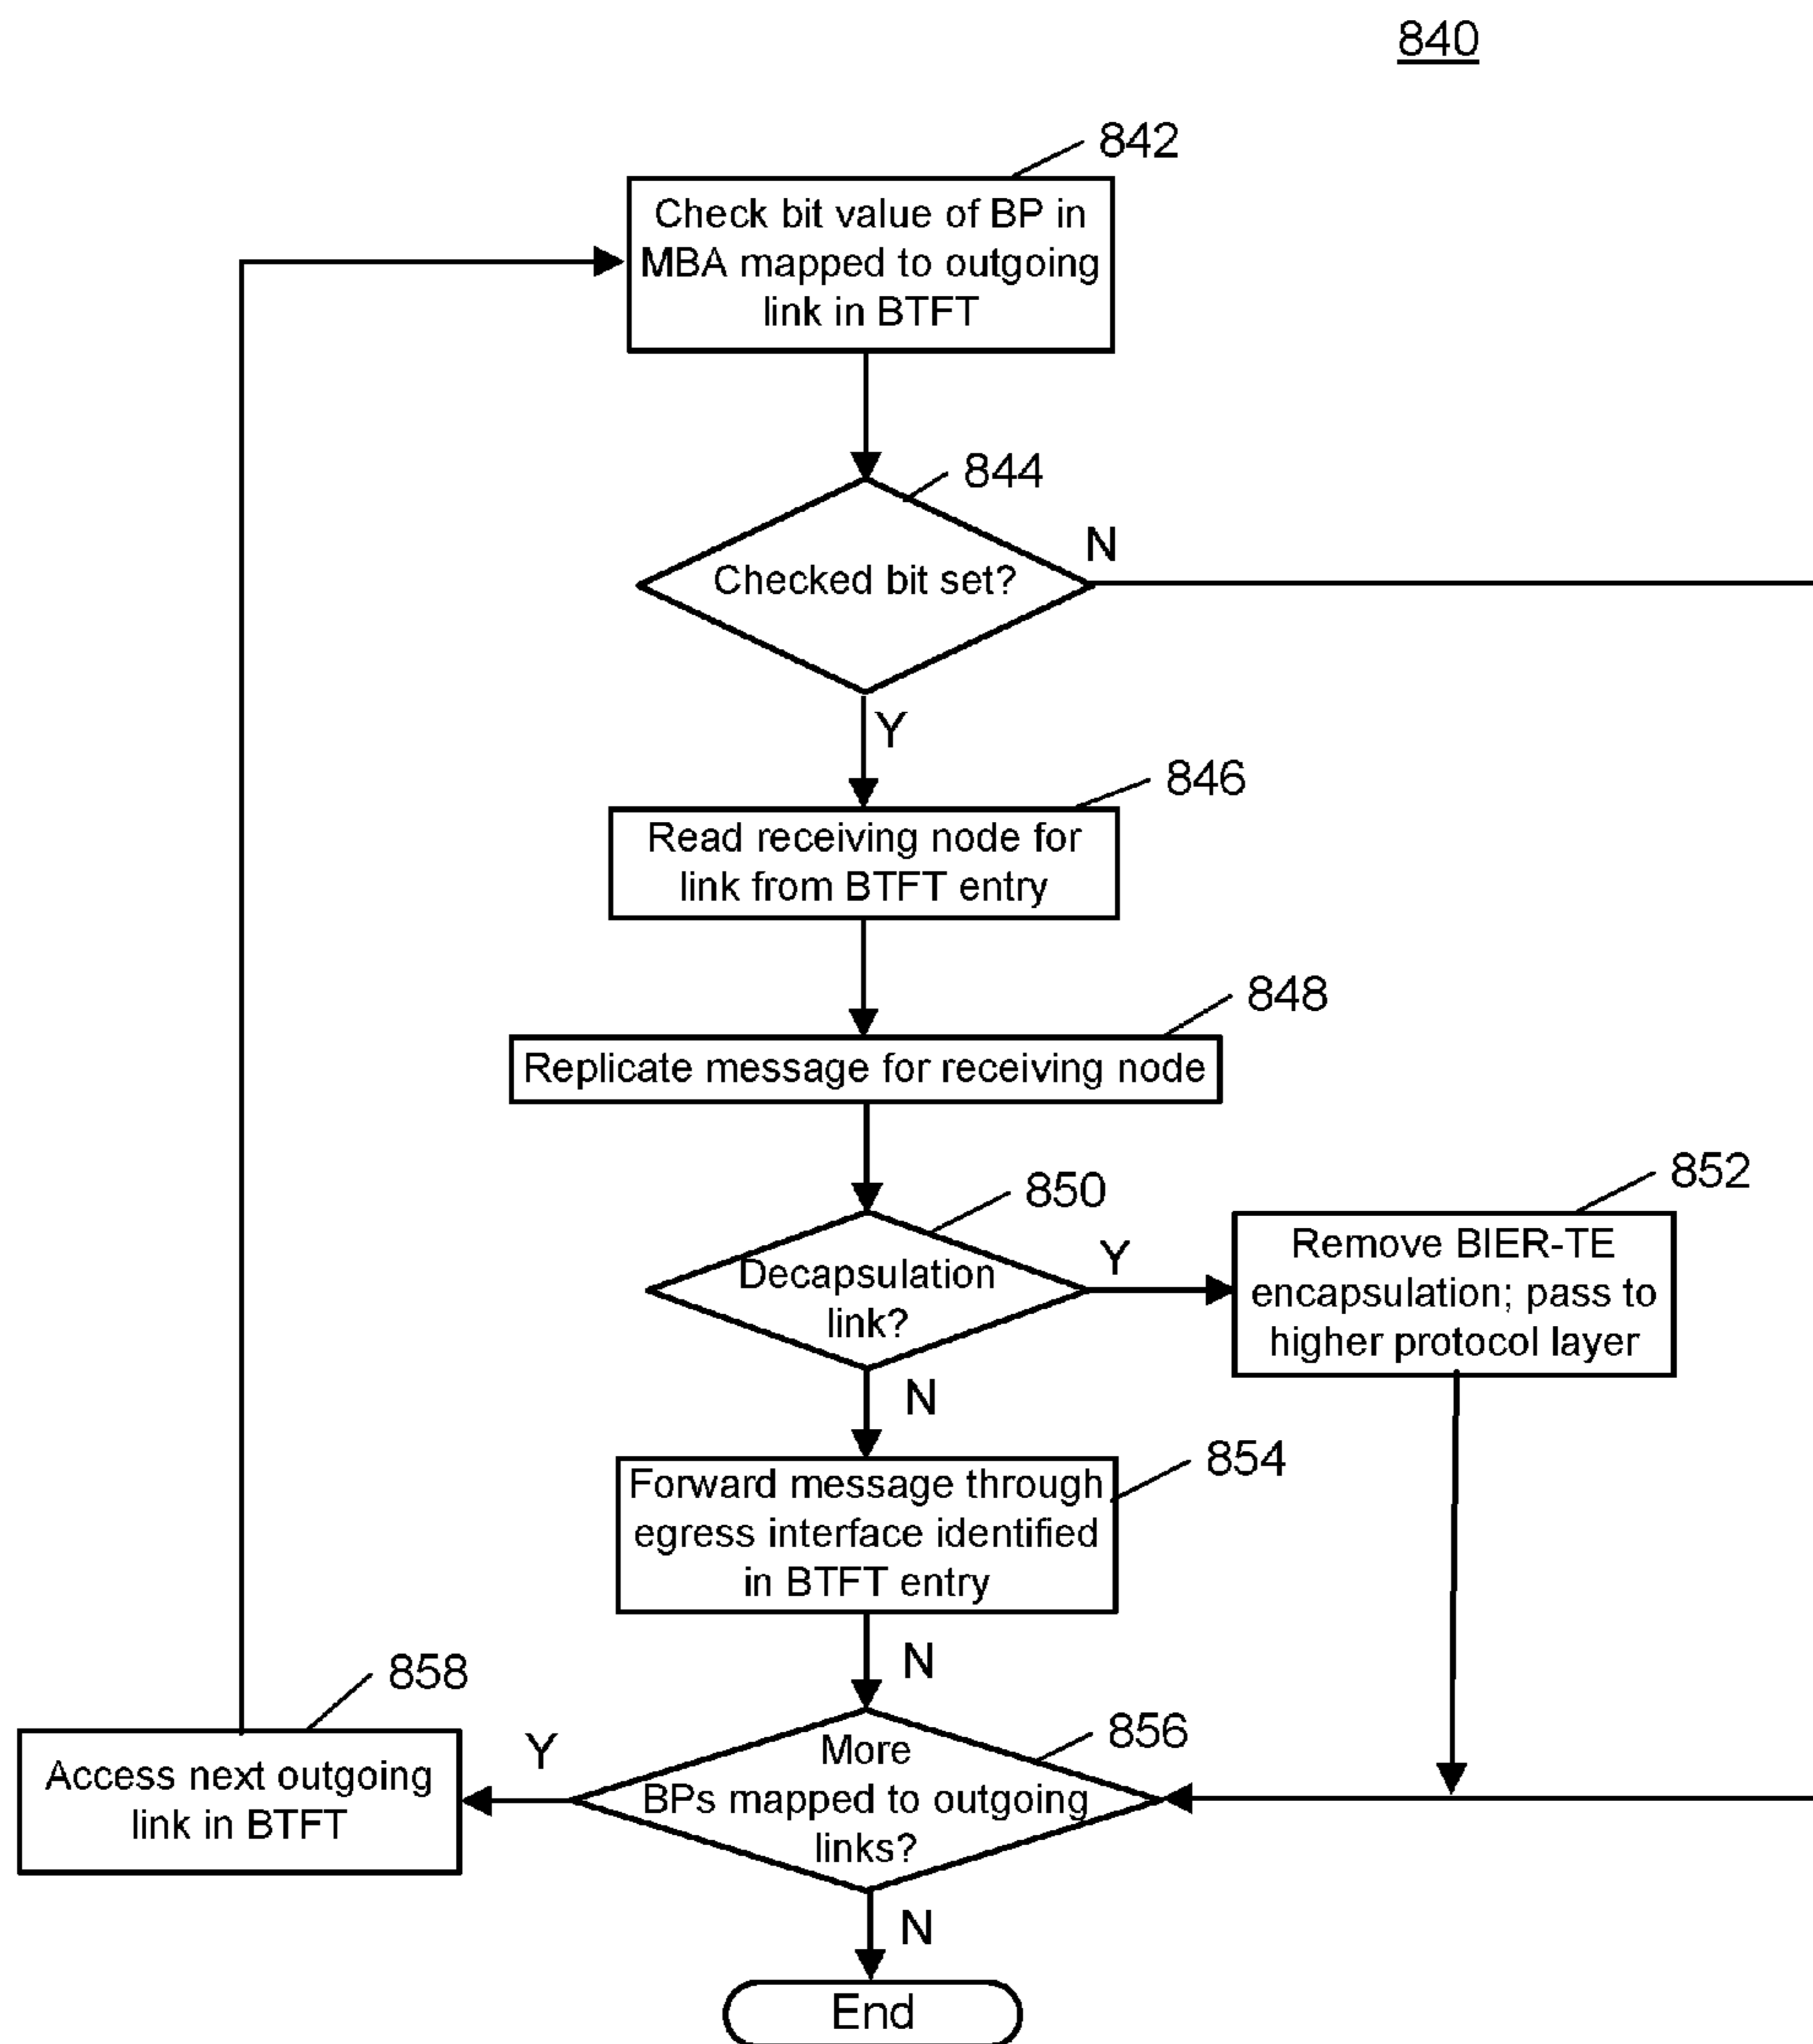 840
842
Check bit value of BP in
MBA mapped to outgoing
link in BTFT
844
N
Checked bit set?
Y
846
Read receiving node for
link from BTFT entry
848
Replicate message for receiving node
850
852
Y
Decapsulation
link?
Remove BIER-TE
encapsulation; pass to
higher protocol layer
N
854
Forward message through
egress interface identified
in BTFT entry
N
858
856
Y
More
BPs mapped to outgoing
links?
Access next outgoing
link in BTFT
N
End